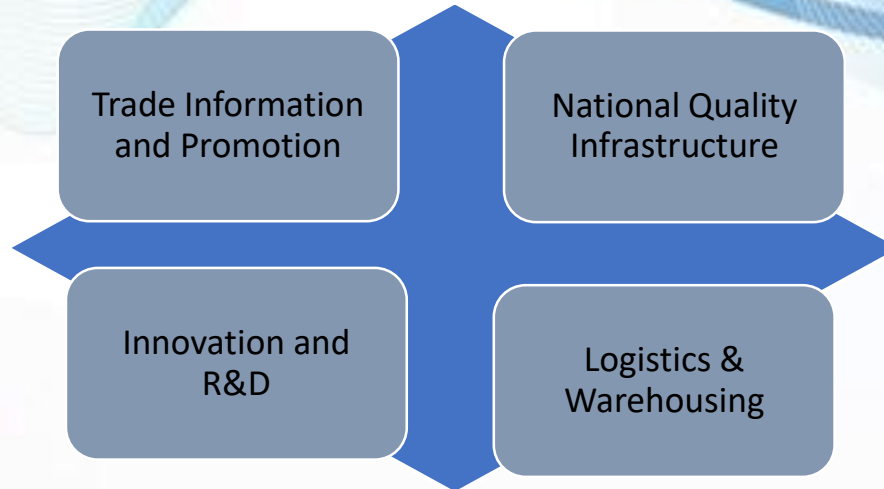 Trade Information
and Promotion
National Quality
Infrastructure
Innovation and
R&D
Logistics &
Warehousing